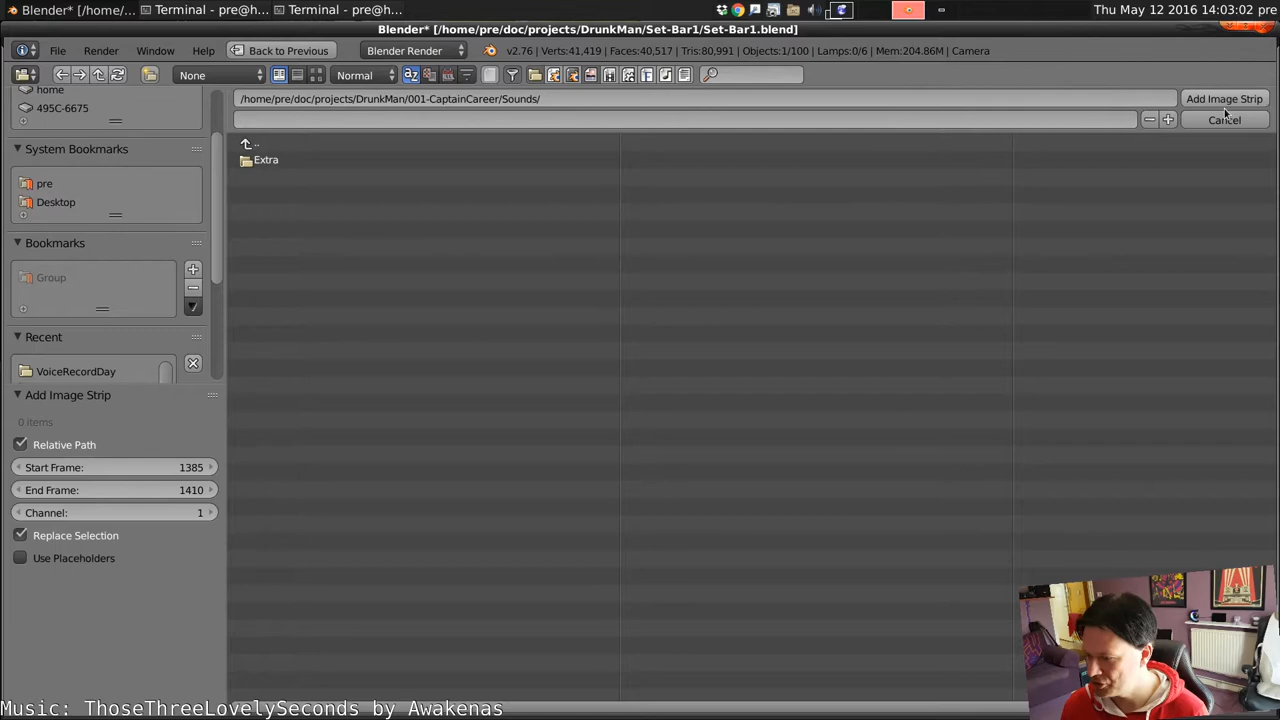 Blender* [/home/... Terminal - pre@h... Terminal - pre@h... Thu May 12 2016 14:03:02 pre
Blender* [/home/pre/doc/projects/DrunkMan/Set-Bar1/Set-Bar1.blend]
File Render Window Help Back to Previous Blender Render v2.76 | Verts:41,419 | Faces:40,517 | Tris:80,991 | Objects:1/100 | Lamps:0/6 | Mem:204.86M | Camera
None Normal
home
495C-6675
System Bookmarks
pre
Desktop
Bookmarks
Group
Recent
VoiceRecordDay
Add Image Strip
0 items
Relative Path
Start Frame: 1385
End Frame: 1410
Channel: 1
Replace Selection
Use Placeholders
/home/pre/doc/projects/DrunkMan/001-CaptainCareer/Sounds/ Add Image Strip
Cancel
..
Extra
Music: ThoseThreeLovelySeconds by Awakenas